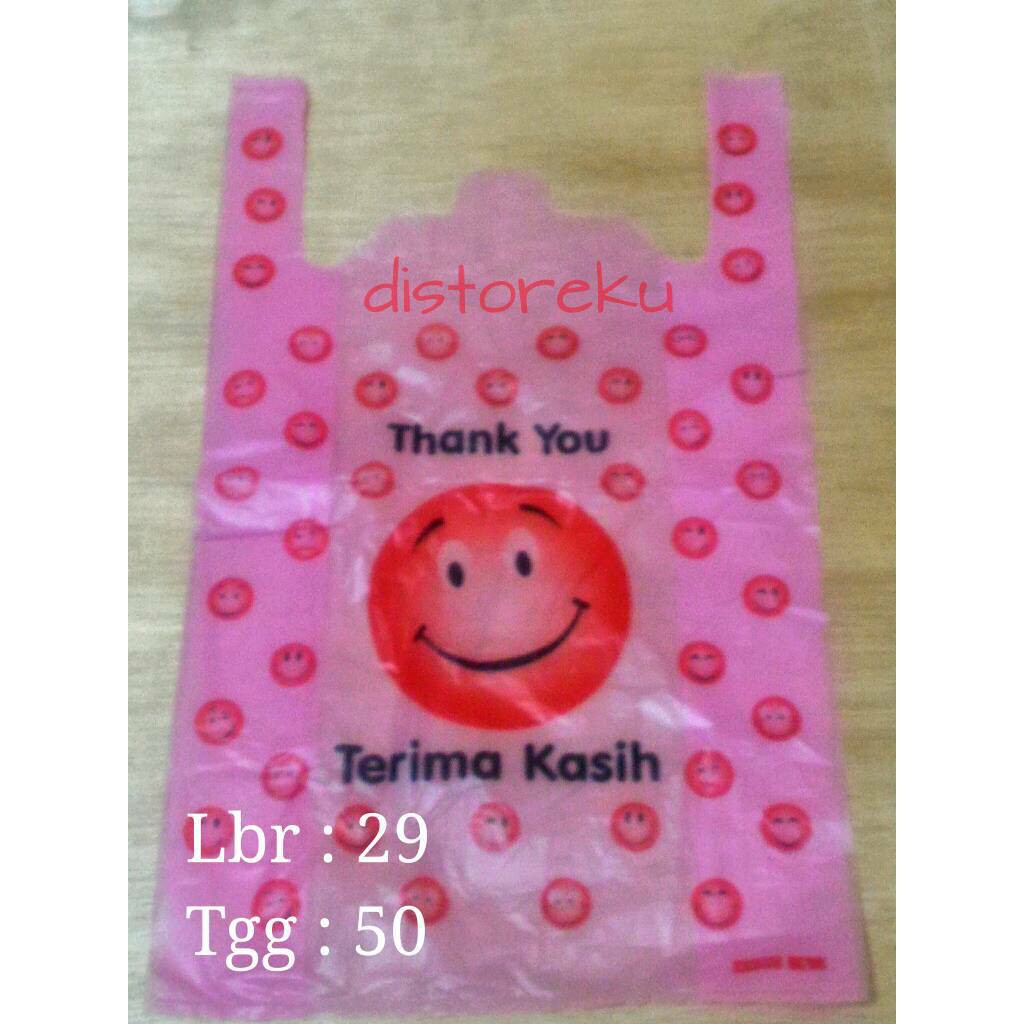 distoreku
Thank You
Terima Kasih
Lbr : 29
Tgg : 50